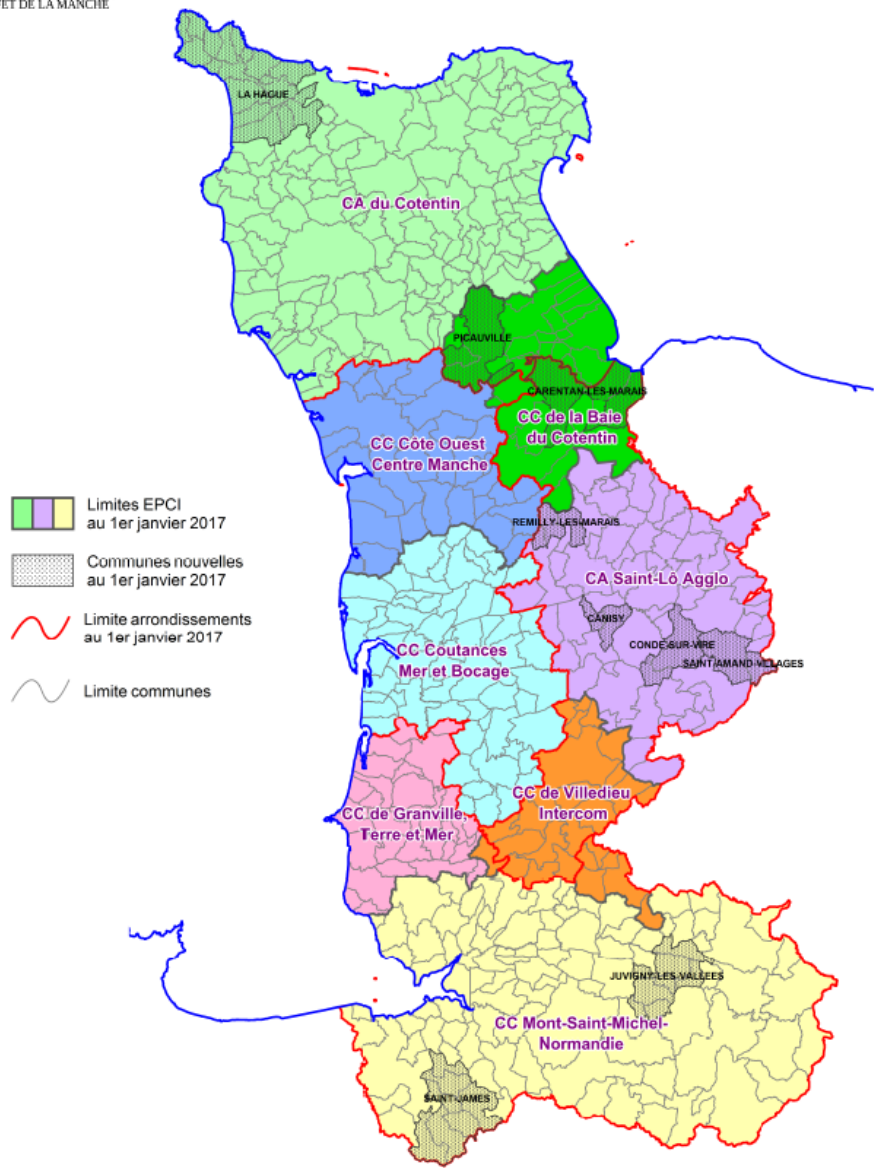 DE LA MANCHE
LA HAGUE
CA du Cotentin
PICAUVILLE
CARENTAN-LES-MARAIS
CC de la Baie
du Cotentin
CC Côte Ouest
Centre Manche
Limites EPCI
au 1er janvier 2017
REMILLY-LES-MARAIS
Communes nouvelles
au 1er janvier 2017
CA Saint-Lô Agglo
Limite arrondissements
au 1er janvier 2017
CANISY
CONDE-SUR-VIRE
SAINT-AMAND-VILLAGES
CC Coutances
Mer et Bocage
Limite communes
CC de Villedieu
Intercom
CC de Granville,
Terre et Mer
JUVIGNY-LES-VALLEES
CC Mont-Saint-Michel-
Normandie
SAINT-JAMES